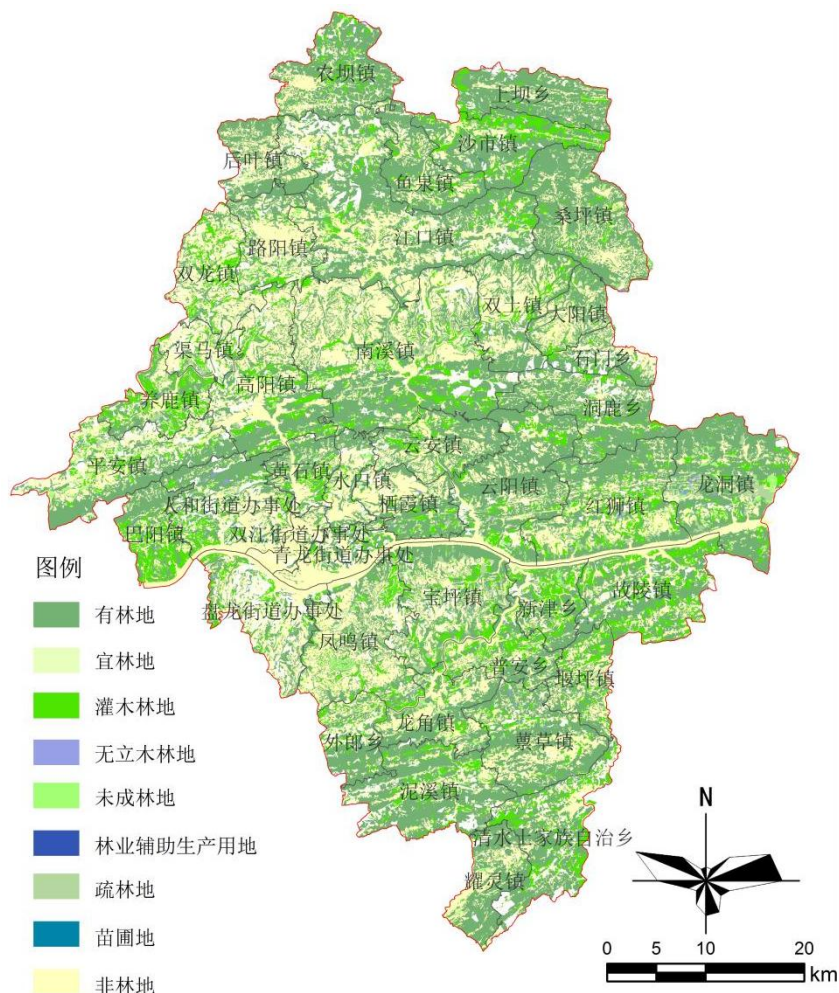 农坝镇
上坝乡
沙市镇
后叶镇
鱼泉镇
桑坪镇
江口镇
路阳镇
双龙镇
双土镇
大阳镇
渠马镇
南溪镇
石门乡
高阳镇
养鹿镇
洞鹿乡
云安镇
平安镇
黄石镇
水口镇
云阳镇
龙洞镇
人和街道办事处
栖霞镇
红狮镇
巴阳镇
双江街道办事处
青龙街道办事处
宝坪镇
故陵镇
盘龙街道办事处
新津乡
凤鸣镇
普安乡
堰坪镇
龙角镇
外郎乡
蔈草镇
泥溪镇
清水土家族自治乡
耀灵镇
图例
有林地
宜林地
灌木林地
无立木林地
未成林地
林业辅助生产用地
疏林地
苗圃地
非林地
N
0 5 10 20
km